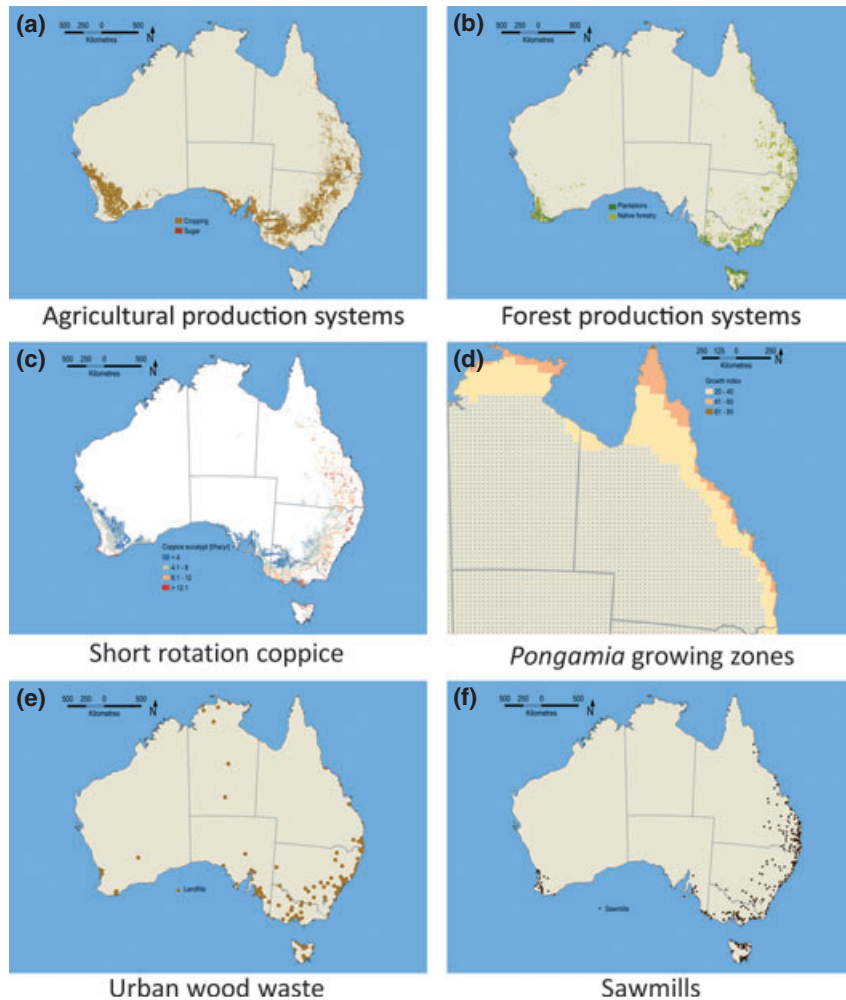 (a)
500 250 0 500
Kilometres
N
Cropping
Sugar
Agricultural production systems
(b)
500 250 0 500
Kilometres
N
Plantations
Native forestry
Forest production systems
(c)
500 250 0 500
Kilometres
N
Coppice eucalypt
< 4
4.1 - 8
8.1 - 12
> 12.1
Short rotation coppice
(d)
250 125 0 250
Kilometres
N
Growth index
20 - 40
41 - 60
61 - 80
Pongamia growing zones
(e)
500 250 0 500
Kilometres
N
Landfills
Urban wood waste
(f)
500 250 0 500
Kilometres
N
Sawmills
Sawmills